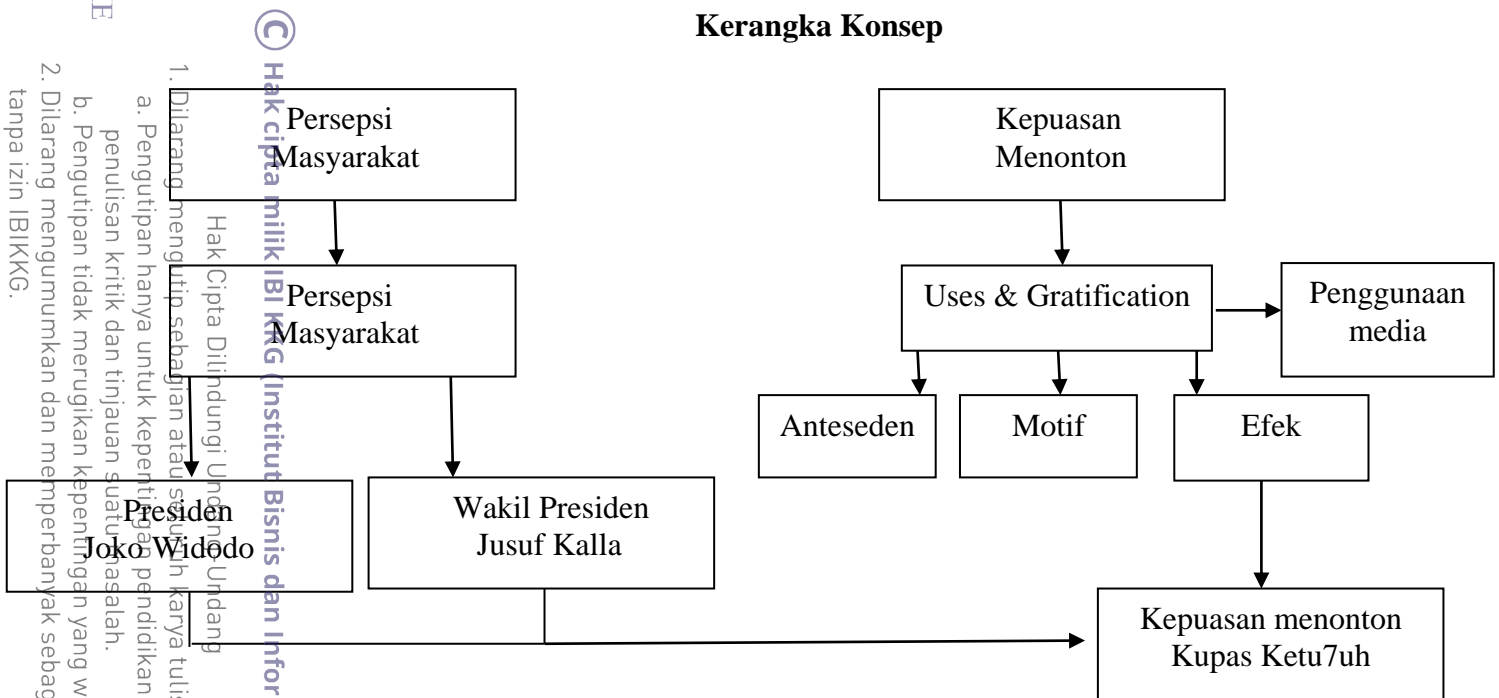 Kerangka Konsep
Persepsi
Masyarakat
Kepuasan
Menonton
Persepsi
Masyarakat
Uses & Gratification
Penggunaan
media
Anteseden
Motif
Efek
Presiden
Joko Widodo
Wakil Presiden
Jusuf Kalla
Kepuasan menonton
Kupas Ketu7uh
© Hak cipta milik IBI KKG (Institut Bisnis dan Infor
Hak Cipta Dilindungi Undang-Undang
1. Dilarang mengutip sebagian atau seluruh karya tulis
a. Pengutipan hanya untuk kepentingan pendidikan
penulisan kritik dan tinjauan suatu masalah.
b. Pengutipan tidak merugikan kepentingan yang w
2. Dilarang mengumumkan dan memperbanyak sebag
tanpa izin IBIKKG.
IE